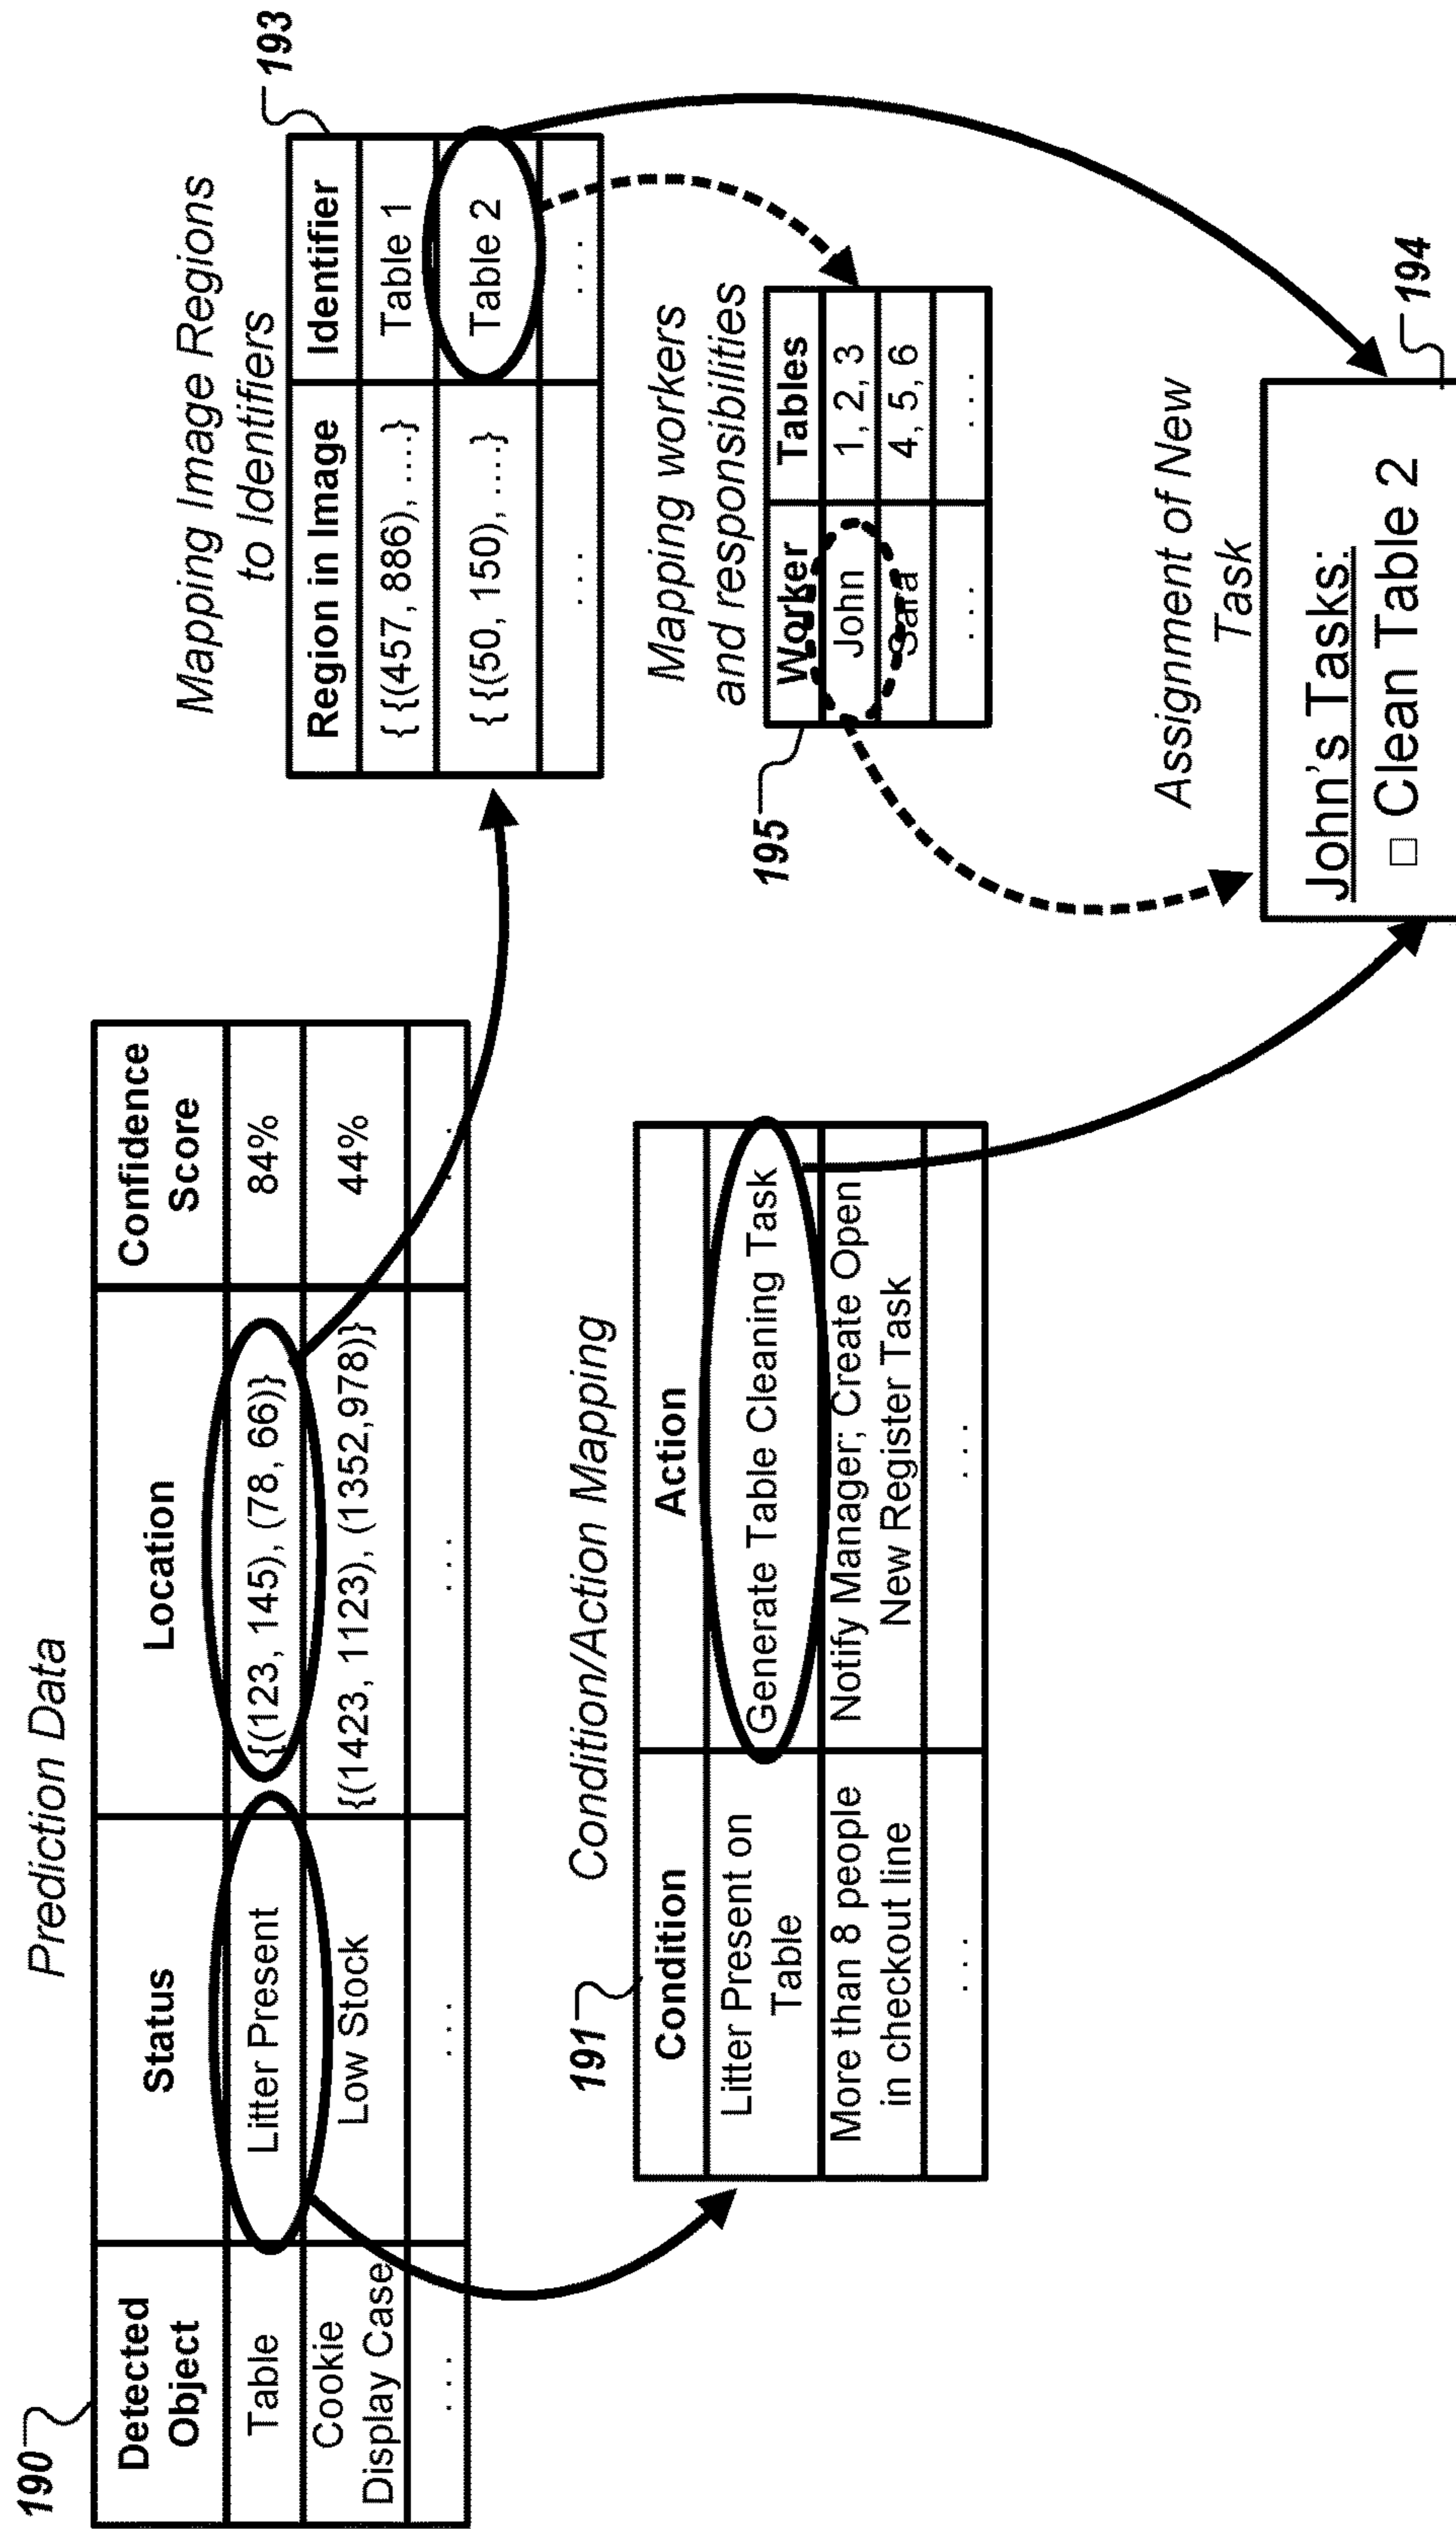 Prediction Data
190
Detected Object | Status | Location | Confidence Score
Table | Litter Present | {(123, 145), (78, 66)} | 84%
Cookie Display Case | Low Stock | {(1423, 1123), (1352,978)} | 44%
... | ... | ... | ...
Condition/Action Mapping
191
Condition | Action
Litter Present on Table | Generate Table Cleaning Task
More than 8 people in checkout line | Notify Manager; Create Open New Register Task
... | ...
Mapping Image Regions
to Identifiers
193
Region in Image | Identifier
{ {(457, 886), ....} | Table 1
{ {(50, 150), ....} | Table 2
... | ...
Mapping workers
and responsibilities
195
Worker | Tables
John | 1, 2, 3
Sara | 4, 5, 6
... | ...
Assignment of New
Task
194
John's Tasks:
□ Clean Table 2